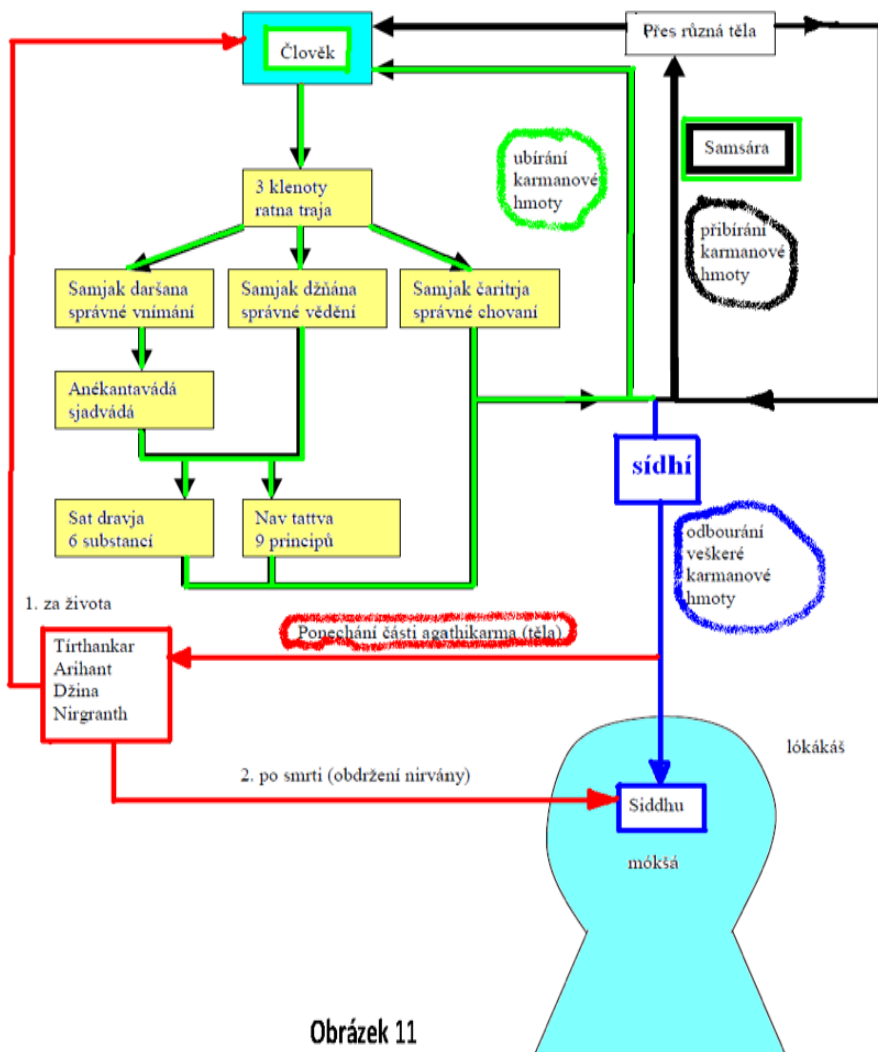 Člověk
Přes různá těla
Samsára
ubírání
karmanové
hmoty
přibírání
karmanové
hmoty
3 klenoty
ratna traja
Samjak daršana
správné vnímání
Samjak džňána
správné vědění
Samjak čaritrja
správné chovaní
Anékantavádá
sjadvádá
sídhí
Sat dravja
6 substancí
Nav tattva
9 principů
odbourání
veškeré
karmanové
hmoty
1. za života
Ponechání části agathikarma (těla)
Tírthankar
Arihant
Džina
Nirgranth
lókákáš
2. po smrti (obdržení nirvány)
Siddhu
mókšá
Obrázek 11